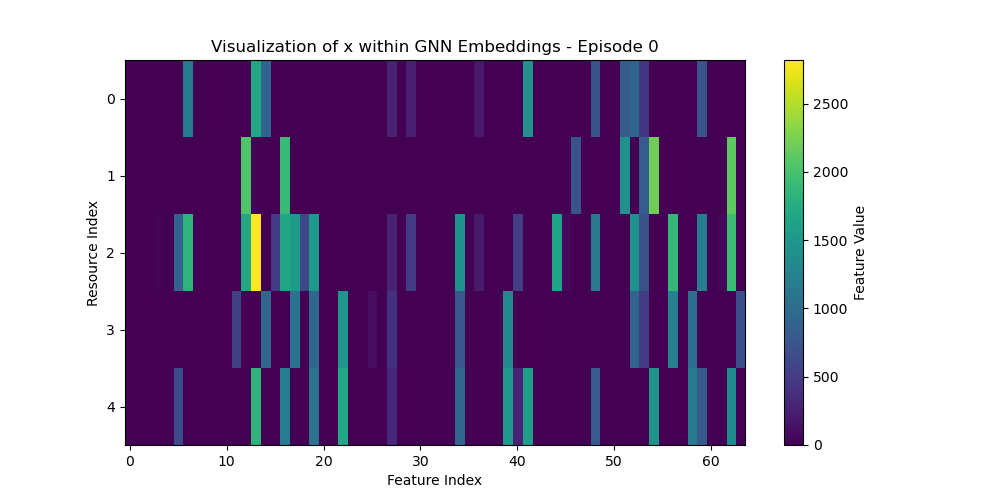 Visualization of x within GNN Embeddings - Episode 0
Resource Index
0
1
2
3
4
0 10 20 30 40 50 60
Feature Index
2500
2000
1500
1000
500
0
Feature Value